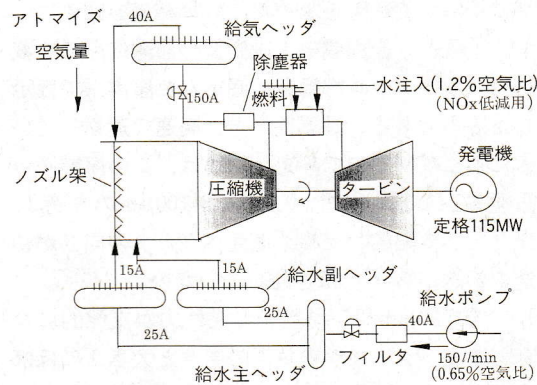 アトマイズ
空気量
40A
給気ヘッダ
150A
除塵器
燃料
水注入(1.2%空気比)
(NOx低減用)
ノズル架
圧縮機
タービン
発電機
定格115MW
15A
15A
給水副ヘッダ
25A
25A
給水主ヘッダ
フィルタ
40A
給水ポンプ
150l/min
(0.65%空気比)